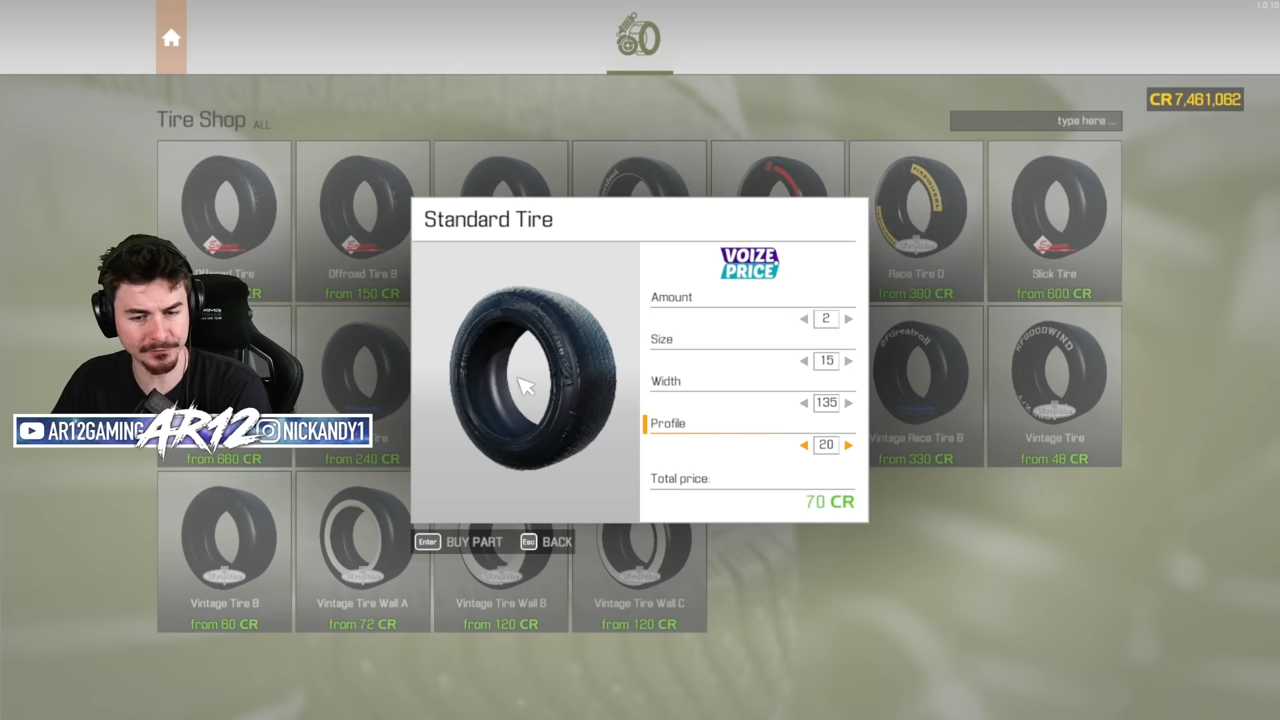 1.0.10
CR 7,461,062
Tire Shop ALL
type here ...
Offroad Tire
Offroad Tire B
Race Tire D
Slick Tire
CR
from 150 CR
from 390 CR
from 600 CR
Standard Tire
VOIZE
PRICE
Amount
2
Size
15
Width
135
Profile
20
Total price:
70 CR
Enter BUY PART Esc BACK
AR12GAMING AR12 NICKANDY1
Vintage Race Tire B
Vintage Tire
from 660 CR
from 240 CR
from 330 CR
from 48 CR
Vintage Tire B
Vintage Tire Wall A
Vintage Tire Wall B
Vintage Tire Wall C
from 60 CR
from 72 CR
from 120 CR
from 120 CR